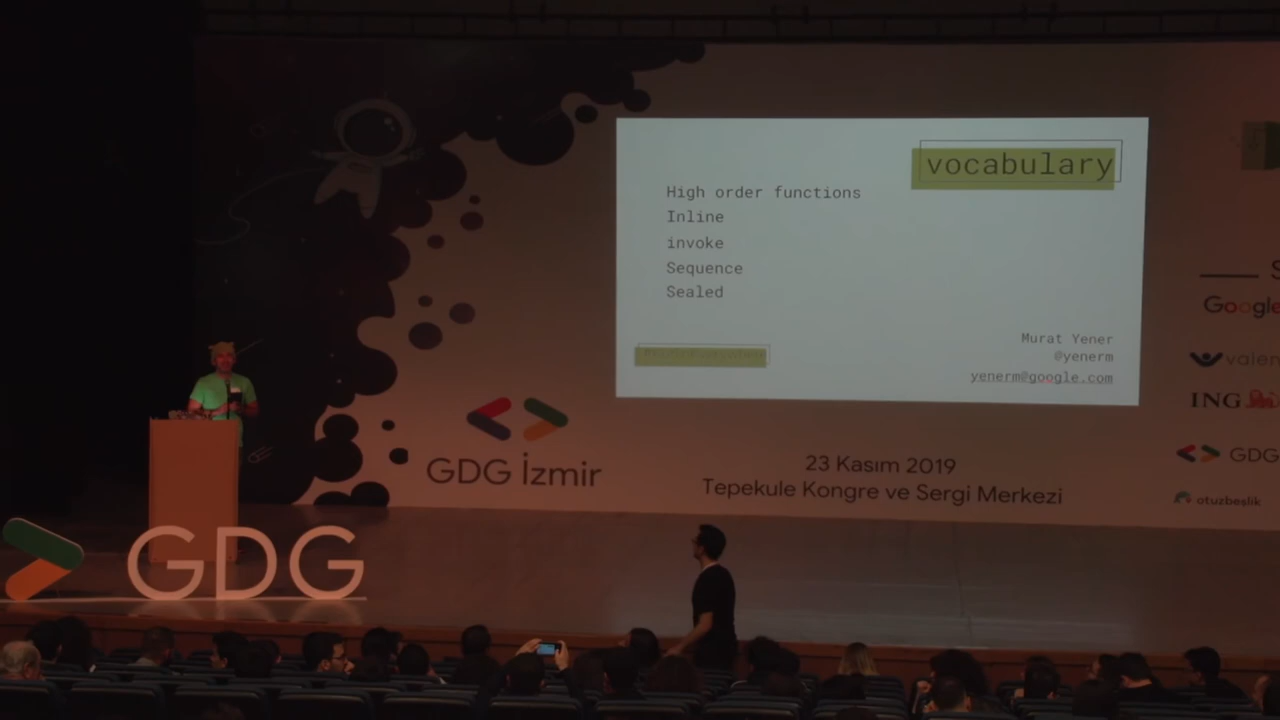 vocabulary
High order functions
Inline
invoke
Sequence
Sealed
Murat Yener
@yenerm
yenerm@google.com
GDG İzmir
23 Kasım 2019
Tepekule Kongre ve Sergi Merkezi
S
Google
valen
ING
GDG
otuzbeslik
GDG